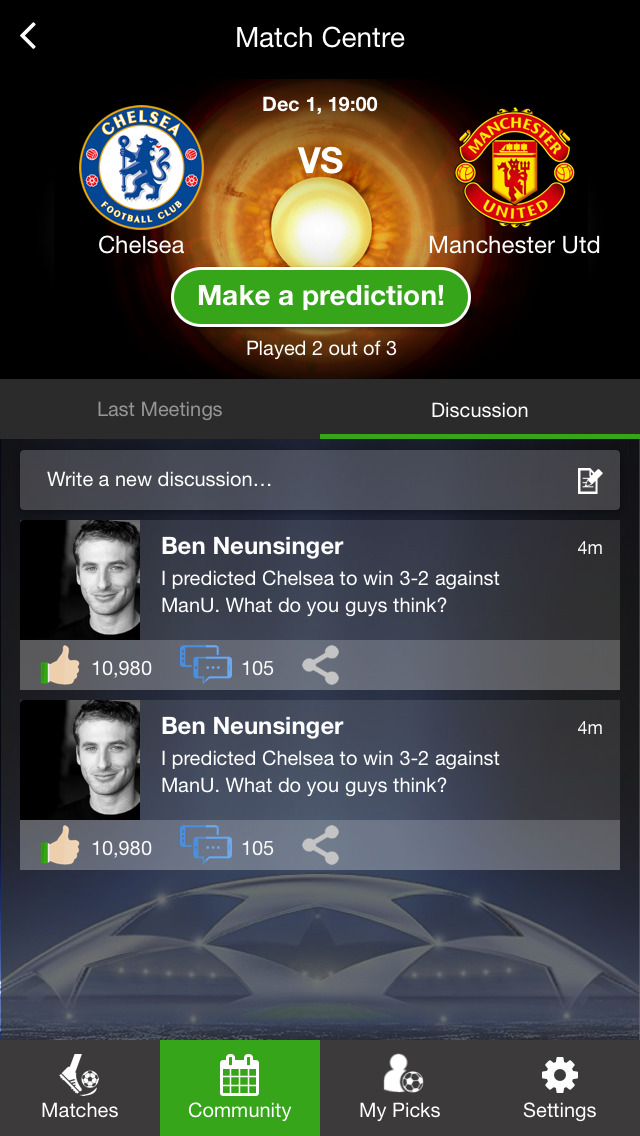 Match Centre
Dec 1, 19:00
CHELSEA
FOOTBALL CLUB
VS
MANCHESTER
UNITED
Chelsea
Manchester Utd
Make a prediction!
Played 2 out of 3
Last Meetings
Discussion
Write a new discussion...
Ben Neunsinger
4m
I predicted Chelsea to win 3-2 against
ManU. What do you guys think?
10,980
105
Ben Neunsinger
4m
I predicted Chelsea to win 3-2 against
ManU. What do you guys think?
10,980
105
Matches
Community
My Picks
Settings